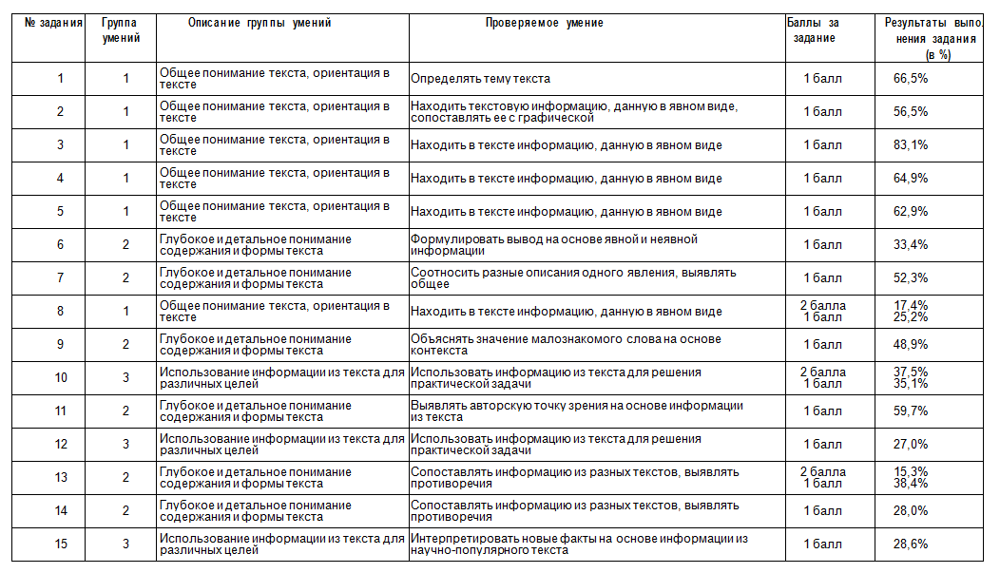 № задания Группа Описание группы умений Проверяемое умение Баллы за Результаты выпол
умений задание нения задания
(в %)
1 1 Общее понимание текста, ориентация в тексте Определять тему текста 1 балл 66,5%
2 1 Общее понимание текста, ориентация в тексте Находить текстовую информацию, данную в явном виде, сопоставлять ее с графической 1 балл 56,5%
3 1 Общее понимание текста, ориентация в тексте Находить в тексте информацию, данную в явном виде 1 балл 83,1%
4 1 Общее понимание текста, ориентация в тексте Находить в тексте информацию, данную в явном виде 1 балл 64,9%
5 1 Общее понимание текста, ориентация в тексте Находить в тексте информацию, данную в явном виде 1 балл 62,9%
6 2 Глубокое и детальное понимание содержания и формы текста Формулировать вывод на основе явной и неявной информации 1 балл 33,4%
7 2 Глубокое и детальное понимание содержания и формы текста Соотносить разные описания одного явления, выявлять общее 1 балл 52,3%
8 1 Общее понимание текста, ориентация в тексте Находить в тексте информацию, данную в явном виде 2 балла 17,4%
1 балл 25,2%
9 2 Глубокое и детальное понимание содержания и формы текста Объяснять значение малознакомого слова на основе контекста 1 балл 48,9%
10 3 Использование информации из текста для различных целей Использовать информацию из текста для решения практической задачи 2 балла 37,5%
1 балл 35,1%
11 2 Глубокое и детальное понимание содержания и формы текста Выявлять авторскую точку зрения на основе информации из текста 1 балл 59,7%
12 3 Использование информации из текста для различных целей Использовать информацию из текста для решения практической задачи 1 балл 27,0%
13 2 Глубокое и детальное понимание содержания и формы текста Сопоставлять информацию из разных текстов, выявлять противоречия 2 балла 15,3%
1 балл 38,4%
14 2 Глубокое и детальное понимание содержания и формы текста Сопоставлять информацию из разных текстов, выявлять противоречия 1 балл 28,0%
15 3 Использование информации из текста для различных целей Интерпретировать новые факты на основе информации из научно-популярного текста 1 балл 28,6%